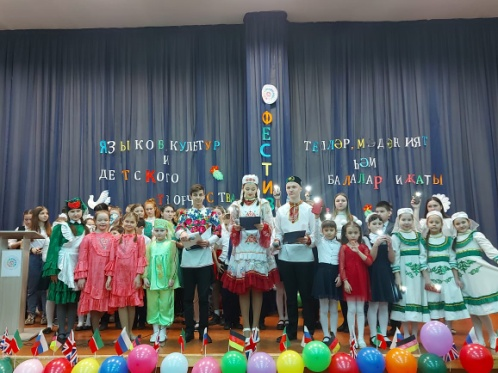 ЯЗЫКОВ КУЛЬТУР
И
ДЕТСКОГО
ФЕСТИ
ТЕЛЛӘР, МӘДӘНИЯТ
ҺӘМ
БАЛАЛАР ИҖАТЫ